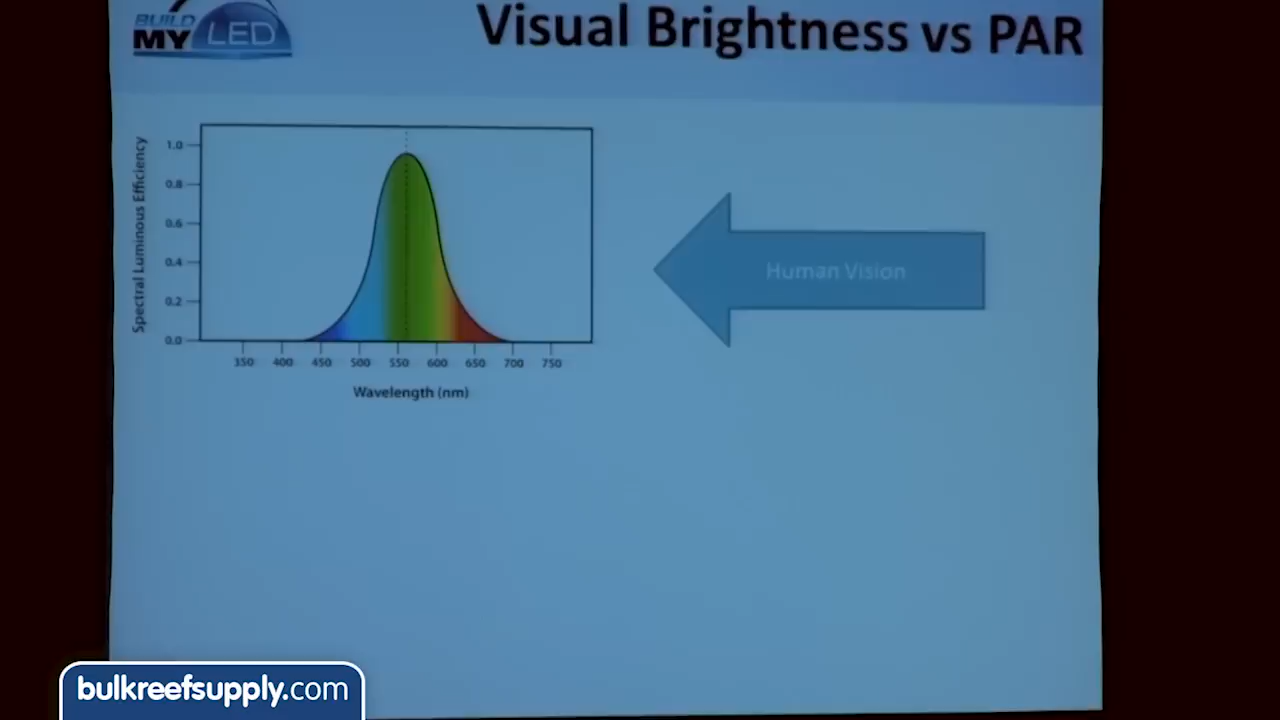 BUILD
MY LED
Visual Brightness vs PAR
Spectral Luminous Efficiency
1.0
0.8
0.6
0.4
0.2
0.0
350 400 450 500 550 600 650 700 750
Wavelength (nm)
Human Vision
bulkreefsupply.com